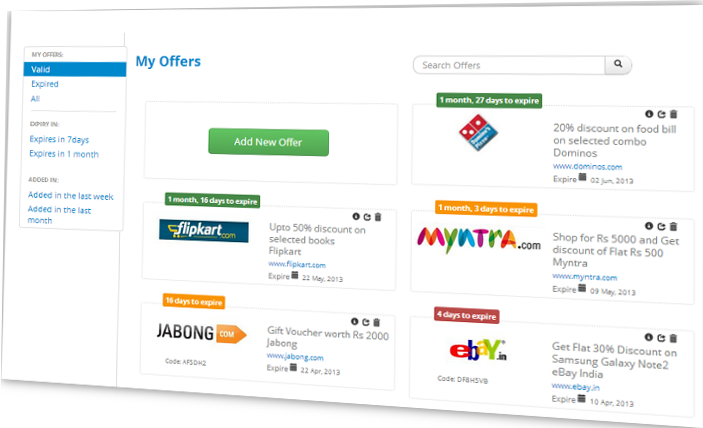 MY OFFERS:
Valid
Expired
All
EXPIRY IN:
Expires in 7days
Expires in 1 month
ADDED IN:
Added in the last week
Added in the last
month
My Offers
Search Offers
Add New Offer
1 month, 27 days to expire
Domino's Pizza
20% discount on food bill
on selected combo
Dominos
www.dominos.com
Expire 02 Jun, 2013
1 month, 16 days to expire
flipkart.com
Upto 50% discount on
selected books
Flipkart
www.flipkart.com
Expire 22 May, 2013
1 month, 3 days to expire
myntra.com
Shop for Rs 5000 and Get
discount of Flat Rs 500
Myntra
www.myntra.com
Expire 09 May, 2013
16 days to expire
JABONG COM
Code: AFSDH2
Gift Voucher worth Rs 2000
Jabong
www.jabong.com
Expire 22 Apr, 2013
4 days to expire
ebay.in
Code: DF8HSVB
Get Flat 30% Discount on
Samsung Galaxy Note2
eBay India
www.ebay.in
Expire 10 Apr, 2013